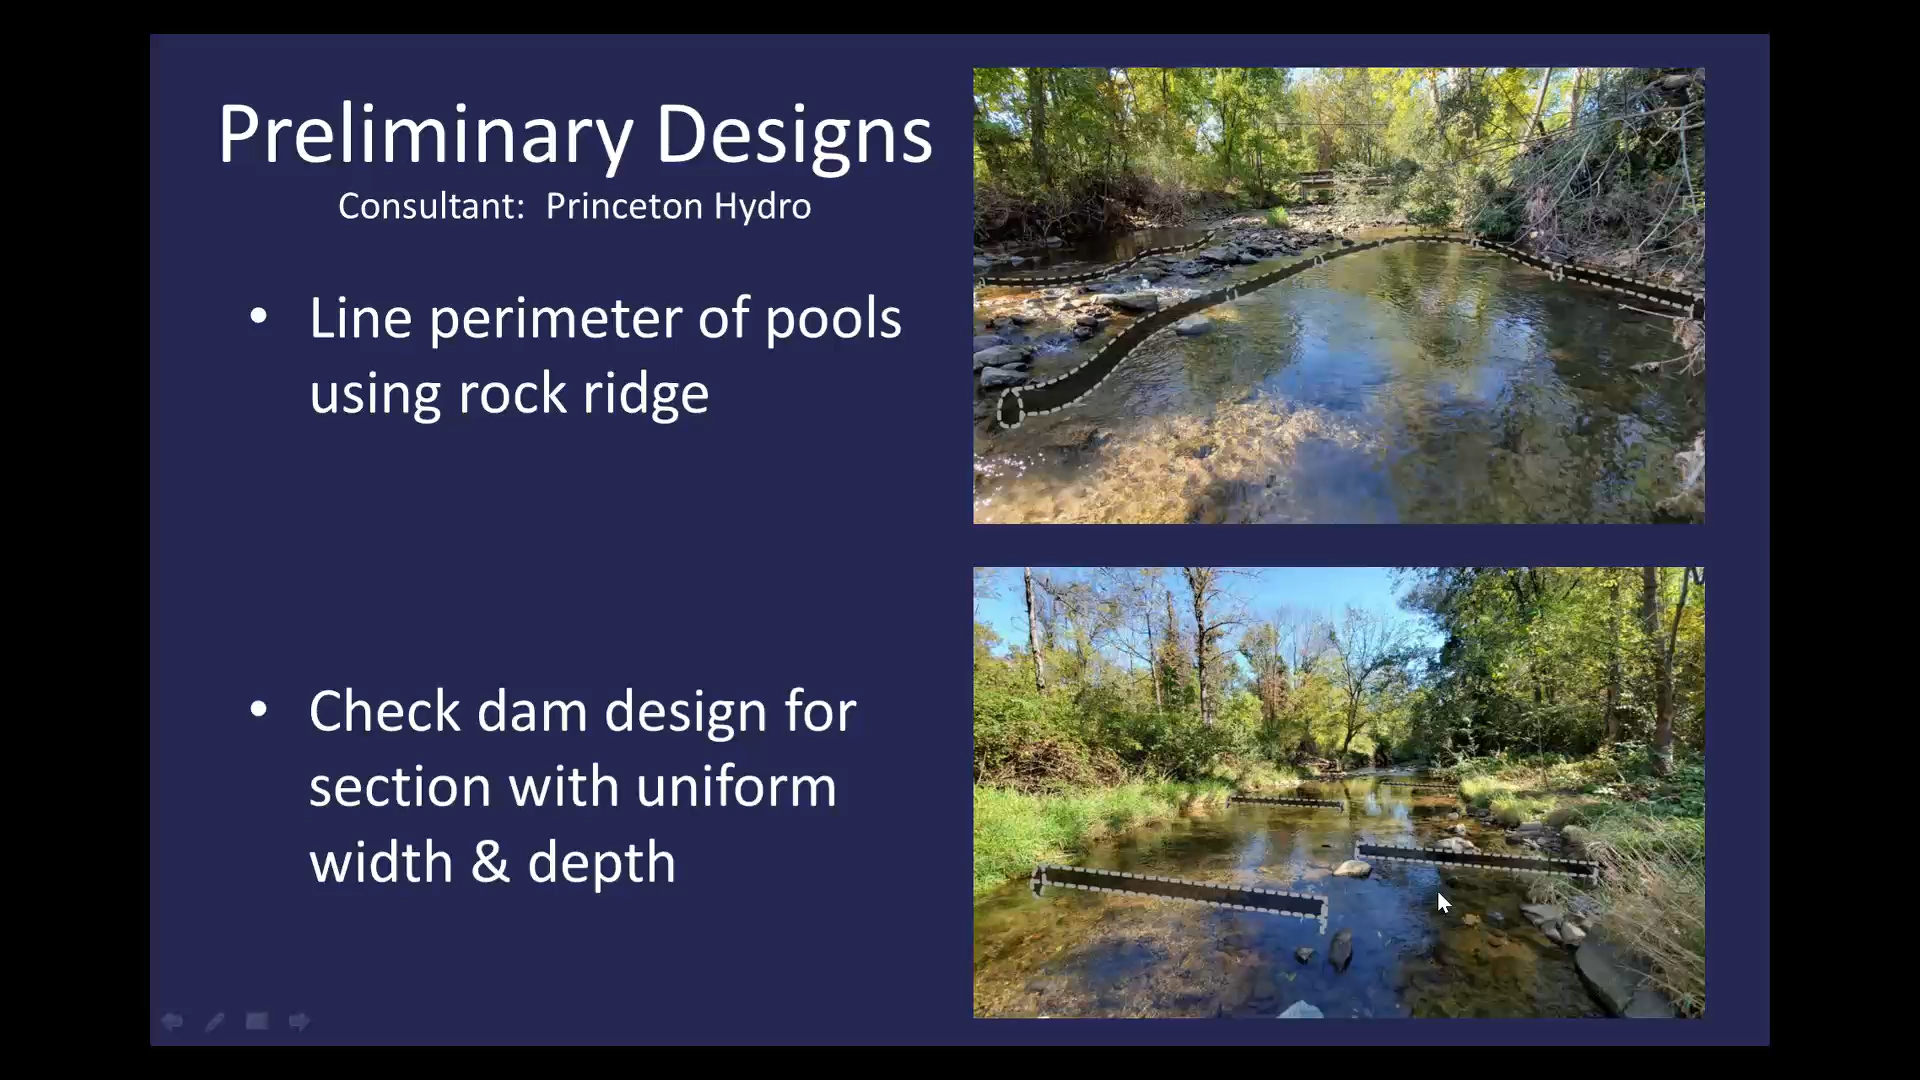 Preliminary Designs
Consultant: Princeton Hydro
• Line perimeter of pools
using rock ridge
• Check dam design for
section with uniform
width & depth